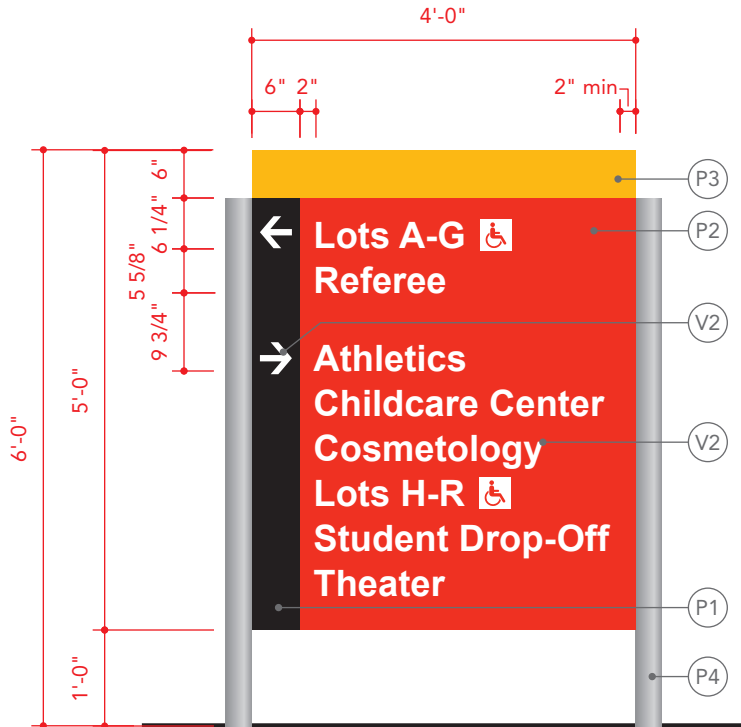 4'-0"
6" 2" 2" min
6"
P3
6 1/4"
← Lots A-G
P2
Referee
5 5/8"
V2
9 3/4"
→ Athletics
5'-0"
Childcare Center
6'-0"
Cosmetology
V2
Lots H-R
Student Drop-Off
Theater
P1
1'-0"
P4